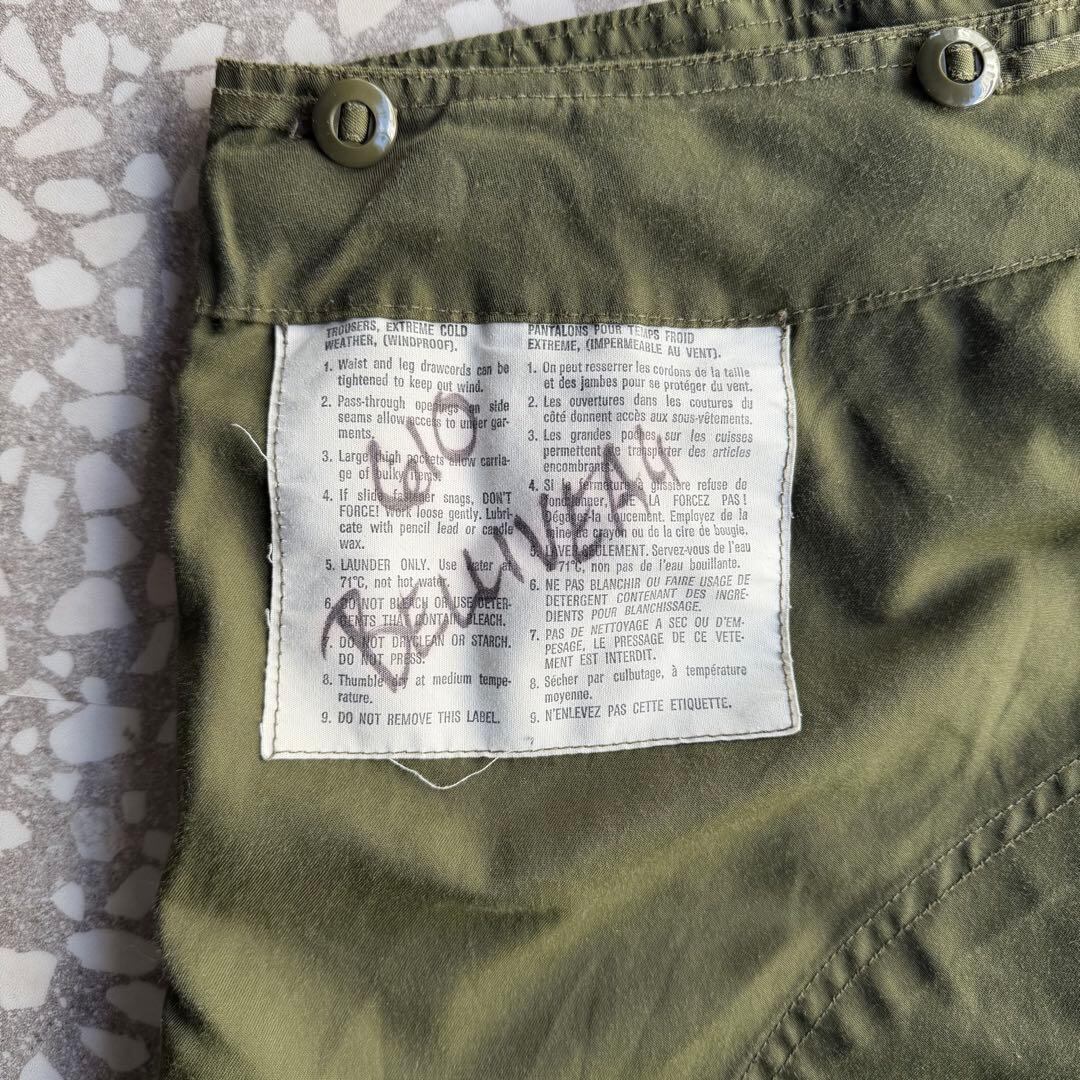 TROUSERS, EXTREME COLD
WEATHER, (WINDPROOF).
1. Waist and leg drawcords can be
tightened to keep out wind.
2. Pass-through openings on side
seams allow access to under gar-
ments.
3. Large thigh pockets allow carria-
ge of bulky items.
4. If slide fastener snags, DON'T
FORCE! Work loose gently. Lubri-
cate with pencil lead or candle
wax.
5. LAUNDER ONLY. Use water at
71°C, not hot water.
6. DO NOT BLEACH OR USE DETER-
GENTS THAT CONTAIN BLEACH.
7. DO NOT DRYCLEAN OR STARCH.
DO NOT PRESS.
8. Thumble dry at medium tempe-
rature.
9. DO NOT REMOVE THIS LABEL.
PANTALONS POUR TEMPS FROID
EXTREME, (IMPERMEABLE AU VENT).
1. On peut resserrer les cordons de la taille
et des jambes pour se protéger du vent.
2. Les ouvertures dans les coutures du
côté donnent accès aux sous-vêtements.
3. Les grandes poches sur les cuisses
permettent de transporter des articles
encombrants.
4. Si la fermeture à glissière refuse de
fonctionner, NE LA FORCEZ PAS!
Dégagez-la doucement. Employez de la
mine de crayon ou de la cire de bougie.
5. LAVER SEULEMENT. Servez-vous de l'eau
à 71°C, non pas de l'eau bouillante.
6. NE PAS BLANCHIR OU FAIRE USAGE DE
DETERGENT CONTENANT DES INGRE-
DIENTS POUR BLANCHISSAGE.
7. PAS DE NETTOYAGE A SEC OU D'EM-
PESAGE, LE PRESSAGE DE CE VETE-
MENT EST INTERDIT.
8. Sécher par culbutage, à température
moyenne.
9. N'ENLEVEZ PAS CETTE ETIQUETTE.
BELLIVEAU